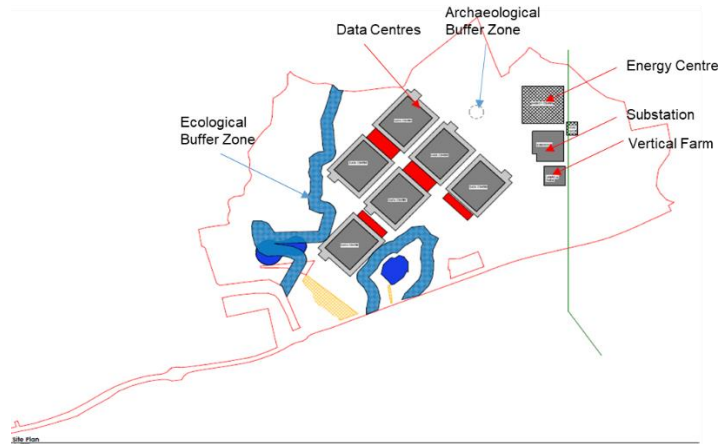 Archaeological
Buffer Zone
Data Centres
Energy Centre
Substation
Vertical Farm
Ecological
Buffer Zone
Site Plan